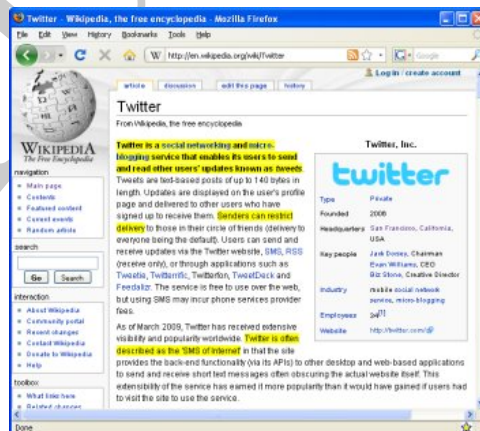 Twitter - Wikipedia, the free encyclopedia - Mozilla Firefox
File Edit View History Bookmarks Tools Help
http://en.wikipedia.org/wiki/Twitter
Google
Log in / create account
article discussion edit this page history
WIKIPEDIA
The Free Encyclopedia
navigation
Main page
Contents
Featured content
Current events
Random article
search
Go Search
interaction
About Wikipedia
Community portal
Recent changes
Contact Wikipedia
Donate to Wikipedia
Help
toolbox
What links here
Related changes
Twitter
From Wikipedia, the free encyclopedia
Twitter is a social networking and micro-
blogging service that enables its users to send
and read other users' updates known as tweets.
Tweets are text-based posts of up to 140 bytes in
length. Updates are displayed on the user's profile
page and delivered to other users who have
signed up to receive them. Senders can restrict
delivery to those in their circle of friends (delivery to
everyone being the default). Users can send and
receive updates via the Twitter website, SMS, RSS
(receive only), or through applications such as
Tweetie, Twitterrific, Twitterfon, TweetDeck and
Feedalizr. The service is free to use over the web,
but using SMS may incur phone services provider
fees.
As of March 2009, Twitter has received extensive
visibility and popularity worldwide. Twitter is often
described as the 'SMS of Internet' in that the site
provides the back-end functionality (via its APIs) to other desktop and web-based applications
to send and receive short text messages often obscuring the actual website itself. This
extensibility of the service has earned it more popularity than it would have gained if users had
to visit the site to use the service.
Twitter, Inc.
twitter
Type Private
Founded 2006
Headquarters San Francisco, California,
USA
Key people Jack Dorsey, Chairman
Evan Williams, CEO
Biz Stone, Creative Director
Industry mobile social network
service, micro-blogging
Employees
Website http://twitter.com/
Done